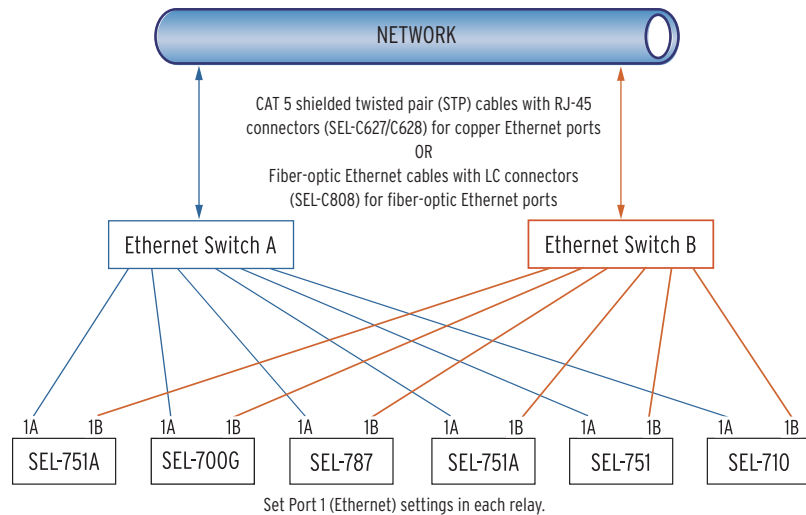 NETWORK
CAT 5 shielded twisted pair (STP) cables with RJ-45
connectors (SEL-C627/C628) for copper Ethernet ports
OR
Fiber-optic Ethernet cables with LC connectors
(SEL-C808) for fiber-optic Ethernet ports
Ethernet Switch A
Ethernet Switch B
1A 1B 1A 1B 1A 1B 1A 1B 1A 1B 1A 1B
SEL-751A SEL-700G SEL-787 SEL-751A SEL-751 SEL-710
Set Port 1 (Ethernet) settings in each relay.